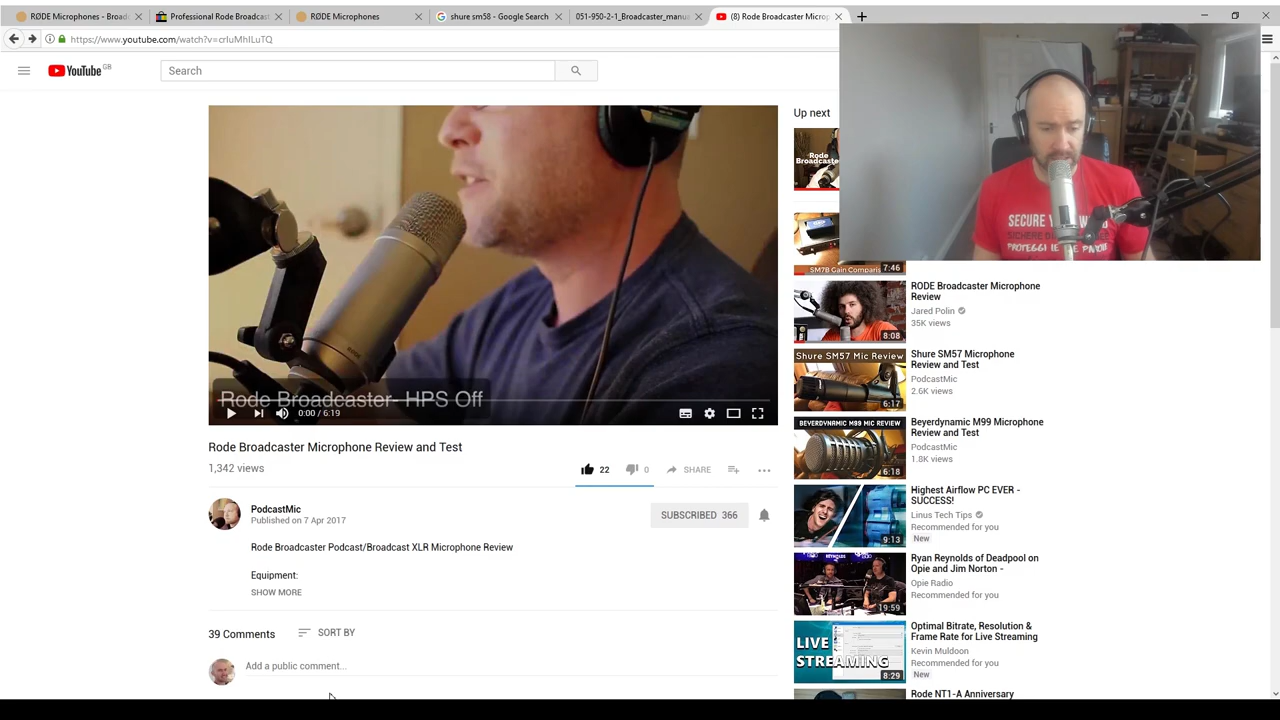 RØDE Microphones - Broad
Professional Rode Broadcast
RØDE Microphones
shure sm58 - Google Search
051-950-2-1_Broadcaster_manu
(8) Rode Broadcaster Microp
https://www.youtube.com/watch?v=crIuMhILuTQ
YouTube GB
Search
Up next
Rode
Broadcaster
SM7B Gain Comparis
7:46
SECURE
PROTEGGI LE
Rode Broadcaster- HPS Off
0:00 / 6:19
RODE Broadcaster Microphone
Review
Jared Polin
35K views
8:08
Shure SM57 Mic Review
6:17
Shure SM57 Microphone
Review and Test
PodcastMic
2.6K views
BEYERDYNAMIC M99 MIC REVIEW
6:18
Beyerdynamic M99 Microphone
Review and Test
PodcastMic
1.8K views
Rode Broadcaster Microphone Review and Test
1,342 views
22
0
SHARE
PodcastMic
Published on 7 Apr 2017
SUBSCRIBED 366
Rode Broadcaster Podcast/Broadcast XLR Microphone Review
Equipment:
SHOW MORE
39 Comments
SORT BY
Add a public comment...
Highest Airflow PC EVER -
SUCCESS!
Linus Tech Tips
Recommended for you
New
9:13
Ryan Reynolds of Deadpool on
Opie and Jim Norton -
Opie Radio
Recommended for you
19:59
LIVE
STREAMING
8:29
Optimal Bitrate, Resolution &
Frame Rate for Live Streaming
Kevin Muldoon
Recommended for you
New
Rode NT1-A Anniversary